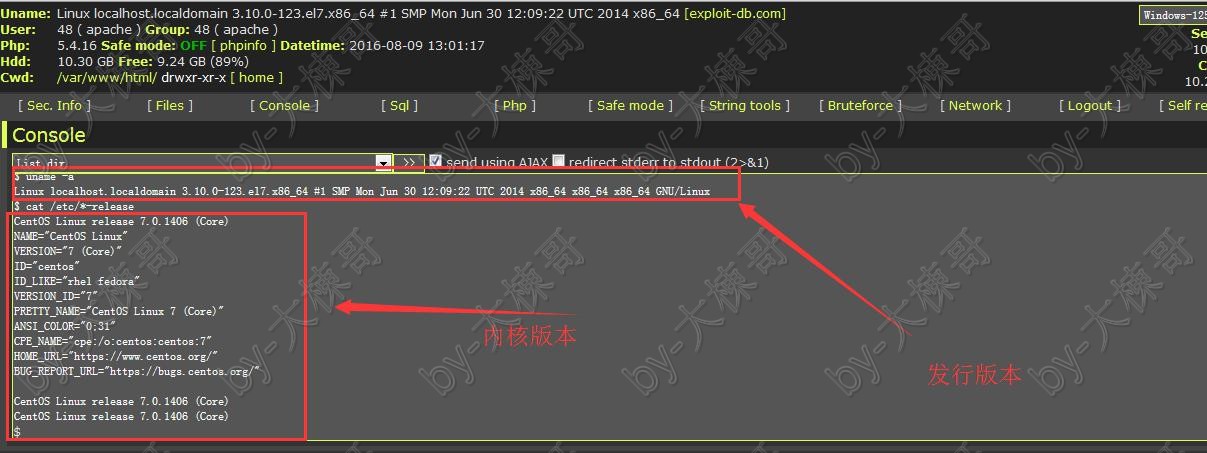 Uname: Linux localhost.localdomain 3.10.0-123.el7.x86_64 #1 SMP Mon Jun 30 12:09:22 UTC 2014 x86_64 [exploit-db.com]
Windows-125
User: 48 ( apache ) Group: 48 ( apache )
Se
Php: 5.4.16 Safe mode: OFF [ phpinfo ] Datetime: 2016-08-09 13:01:17
10.
Hdd: 10.30 GB Free: 9.24 GB (89%)
C
Cwd: /var/www/html/ drwxr-xr-x [ home ]
10.2
[ Sec. Info ] [ Files ] [ Console ] [ Sql ] [ Php ] [ Safe mode ] [ String tools ] [ Bruteforce ] [ Network ] [ Logout ] [ Self re
Console
List dir >> send using AJAX redirect stderr to stdout (2>&1)
$ uname -a
Linux localhost.localdomain 3.10.0-123.el7.x86_64 #1 SMP Mon Jun 30 12:09:22 UTC 2014 x86_64 x86_64 x86_64 GNU/Linux
$ cat /etc/*-release
CentOS Linux release 7.0.1406 (Core)
NAME="CentOS Linux"
VERSION="7 (Core)"
ID="centos"
ID_LIKE="rhel fedora"
VERSION_ID="7"
PRETTY_NAME="CentOS Linux 7 (Core)"
ANSI_COLOR="0;31"
CPE_NAME="cpe:/o:centos:centos:7"
HOME_URL="https://www.centos.org/"
BUG_REPORT_URL="https://bugs.centos.org/"
CentOS Linux release 7.0.1406 (Core)
CentOS Linux release 7.0.1406 (Core)
$
内核版本
发行版本
by-大榇哥